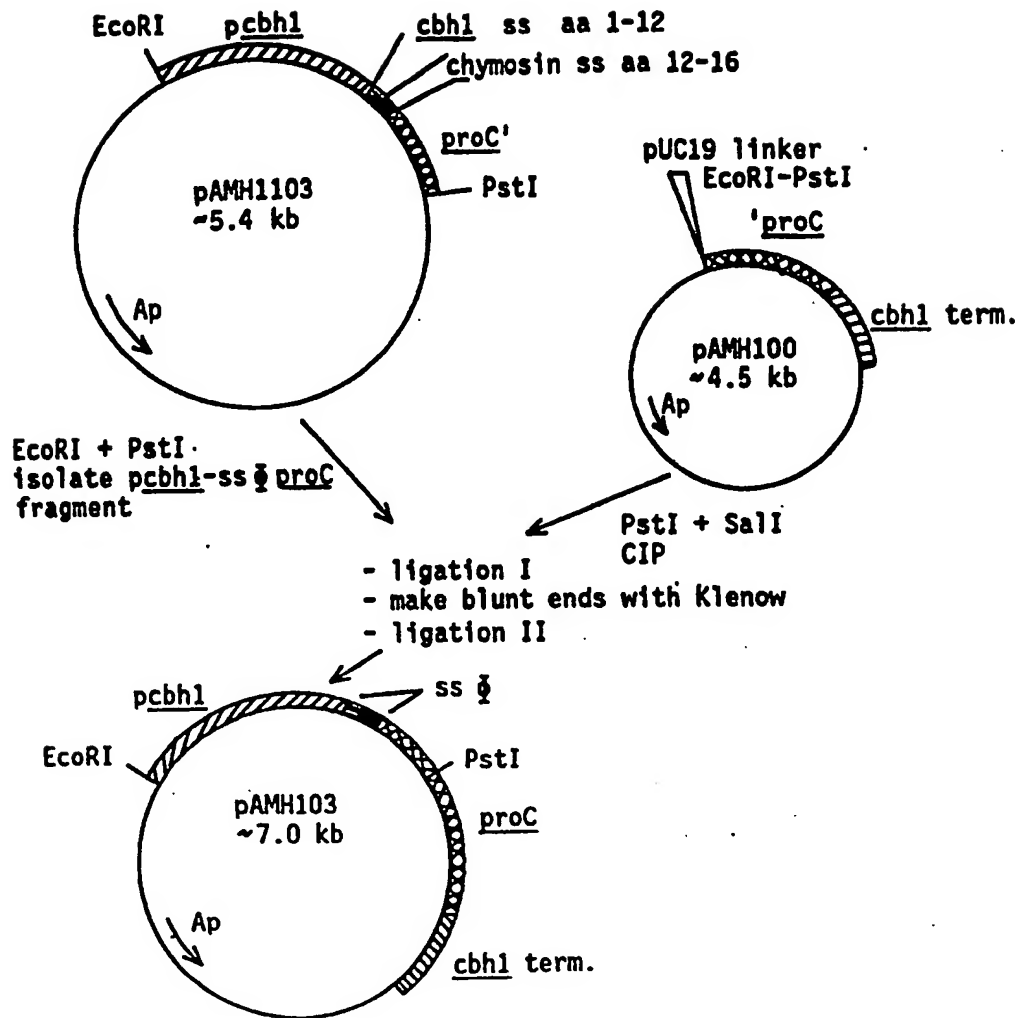 EcoRI
pcbh1
cbh1 ss aa 1-12
chymosin ss aa 12-16
proC'
PstI
pAMH1103
~5.4 kb
Ap
pUC19 linker
EcoRI-PstI
'proC
cbh1 term.
pAMH100
~4.5 kb
Ap
EcoRI + PstI
isolate pcbh1-ss ϕ proC
fragment
PstI + SalI
CIP
- ligation I
- make blunt ends with Klenow
- ligation II
pcbh1
ss ϕ
EcoRI
PstI
pAMH103
~7.0 kb
proC
Ap
cbh1 term.